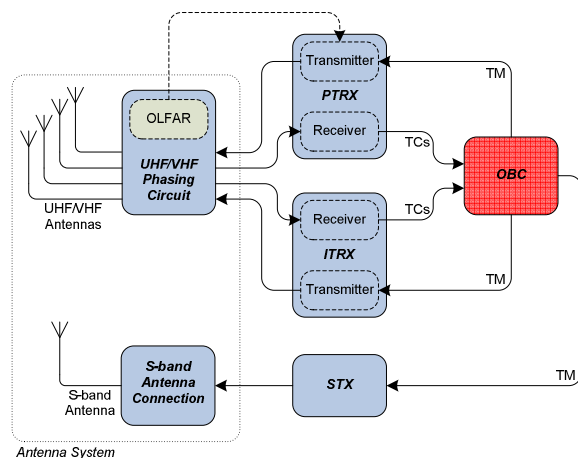 Transmitter
PTRX
Receiver
TM
TCs
OLFAR
UHF/VHF
Phasing
Circuit
UHF/VHF
Antennas
OBC
Receiver
ITRX
Transmitter
TCs
TM
S-band
Antenna
Connection
S-band
Antenna
STX
TM
Antenna System